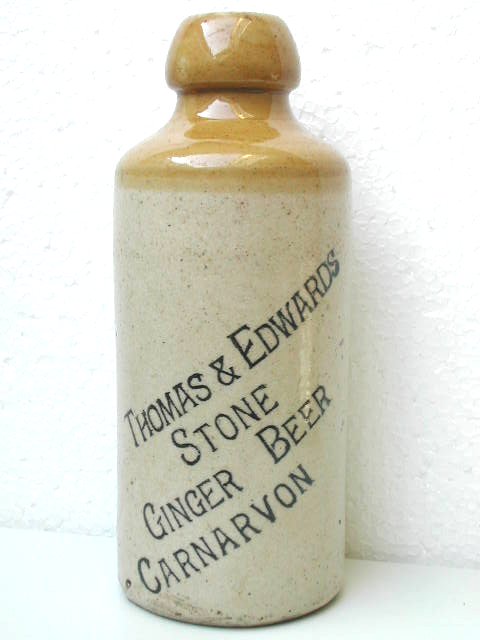 THOMAS & EDWARDS
STONE
GINGER BEER
CARNARVON